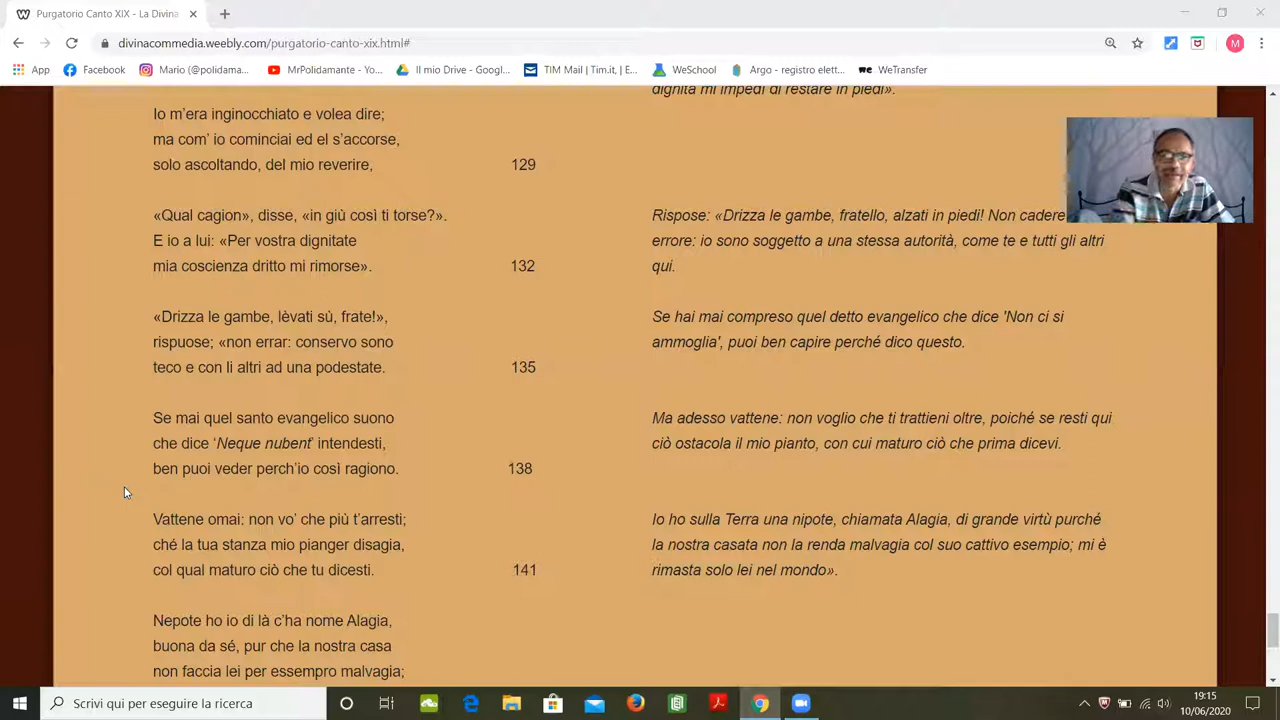 Purgatorio Canto XIX - La Divina
divinacommedia.weebly.com/purgatorio-canto-xix.html#
M
App
Facebook
Mario (@polidama...
MrPolidamante - Yo...
Il mio Drive - Googl...
TIM Mail | Tim.it, | E...
WeSchool
Argo - registro elett...
WeTransfer
Io m'era inginocchiato e volea dire;
ma com' io cominciai ed el s'accorse,
solo ascoltando, del mio reverire,
129
«Qual cagion», disse, «in giù così ti torse?».
E io a lui: «Per vostra dignitate
mia coscienza dritto mi rimorse».
132
«Drizza le gambe, lèvati sù, frate!»,
rispuose; «non errar: conservo sono
teco e con li altri ad una podestate.
135
Se mai quel santo evangelico suono
che dice 'Neque nubent' intendesti,
ben puoi veder perch'io così ragiono.
138
Vattene omai: non vo' che più t'arresti;
ché la tua stanza mio pianger disagia,
col qual maturo ciò che tu dicesti.
141
Nepote ho io di là c'ha nome Alagia,
buona da sé, pur che la nostra casa
non faccia lei per essempro malvagia;
dignità mi impedì di restare in piedi».
Rispose: «Drizza le gambe, fratello, alzati in piedi! Non cadere
errore: io sono soggetto a una stessa autorità, come te e tutti gli altri
qui.
Se hai mai compreso quel detto evangelico che dice 'Non ci si
ammoglia', puoi ben capire perché dico questo.
Ma adesso vattene: non voglio che ti trattieni oltre, poiché se resti qui
ciò ostacola il mio pianto, con cui maturo ciò che prima dicevi.
Io ho sulla Terra una nipote, chiamata Alagia, di grande virtù purché
la nostra casata non la renda malvagia col suo cattivo esempio; mi è
rimasta solo lei nel mondo».
Scrivi qui per eseguire la ricerca
19:15
10/06/2020